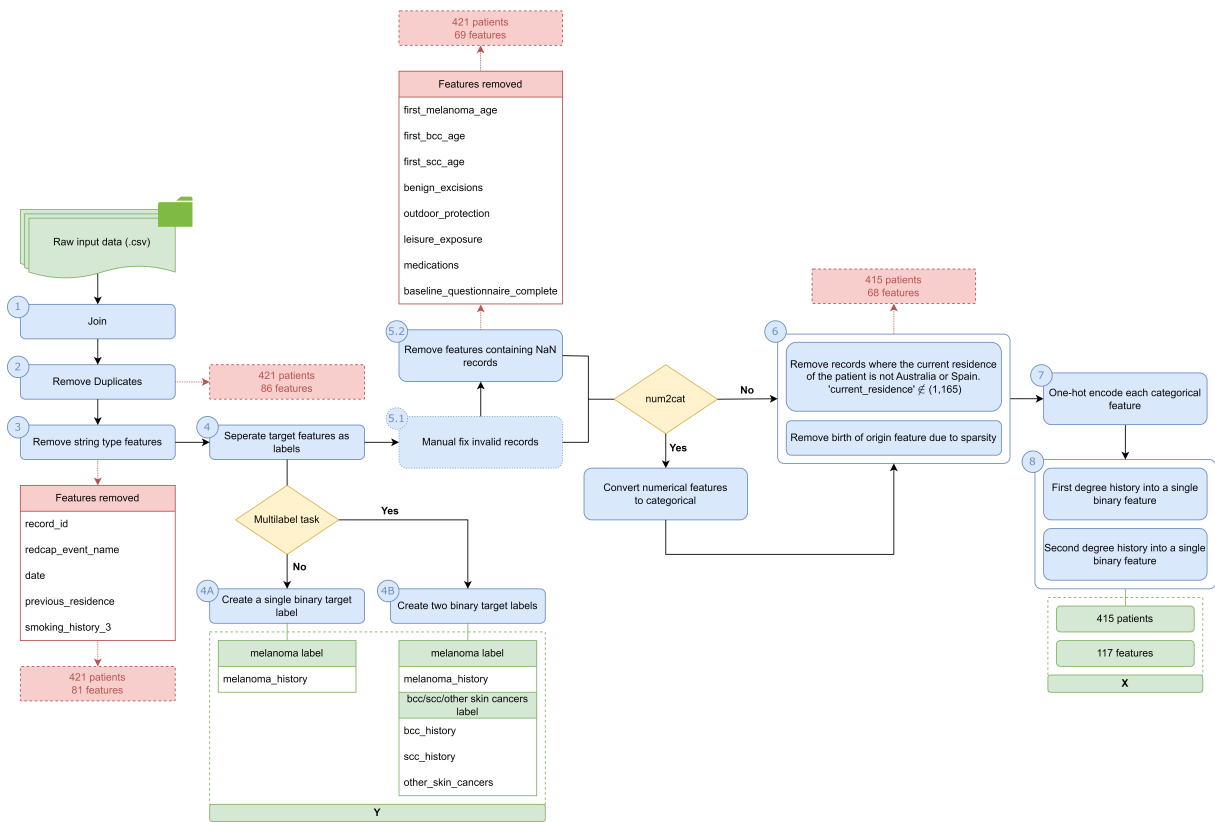 421 patients
69 features
Features removed
first_melanoma_age
first_bcc_age
first_scc_age
benign_excisions
outdoor_protection
leisure_exposure
medications
baseline_questionnaire_complete
Raw input data (.csv)
1
Join
2
Remove Duplicates
421 patients
86 features
3
Remove string type features
Features removed
record_id
redcap_event_name
date
previous_residence
smoking_history_3
421 patients
81 features
4
Seperate target features as
labels
Multilabel task
Yes
No
4A
Create a single binary target
label
4B
Create two binary target labels
melanoma label
melanoma_history
melanoma label
melanoma_history
bcc/scc/other skin cancers
label
bcc_history
scc_history
other_skin_cancers
Y
5.1
Manual fix invalid records
5.2
Remove features containing NaN
records
num2cat
No
Yes
Convert numerical features
to categorical
415 patients
68 features
6
Remove records where the current residence
of the patient is not Australia or Spain.
'current_residence' ∉ (1,165)
Remove birth of origin feature due to sparsity
7
One-hot encode each categorical
feature
8
First degree history into a single
binary feature
Second degree history into a single
binary feature
415 patients
117 features
X